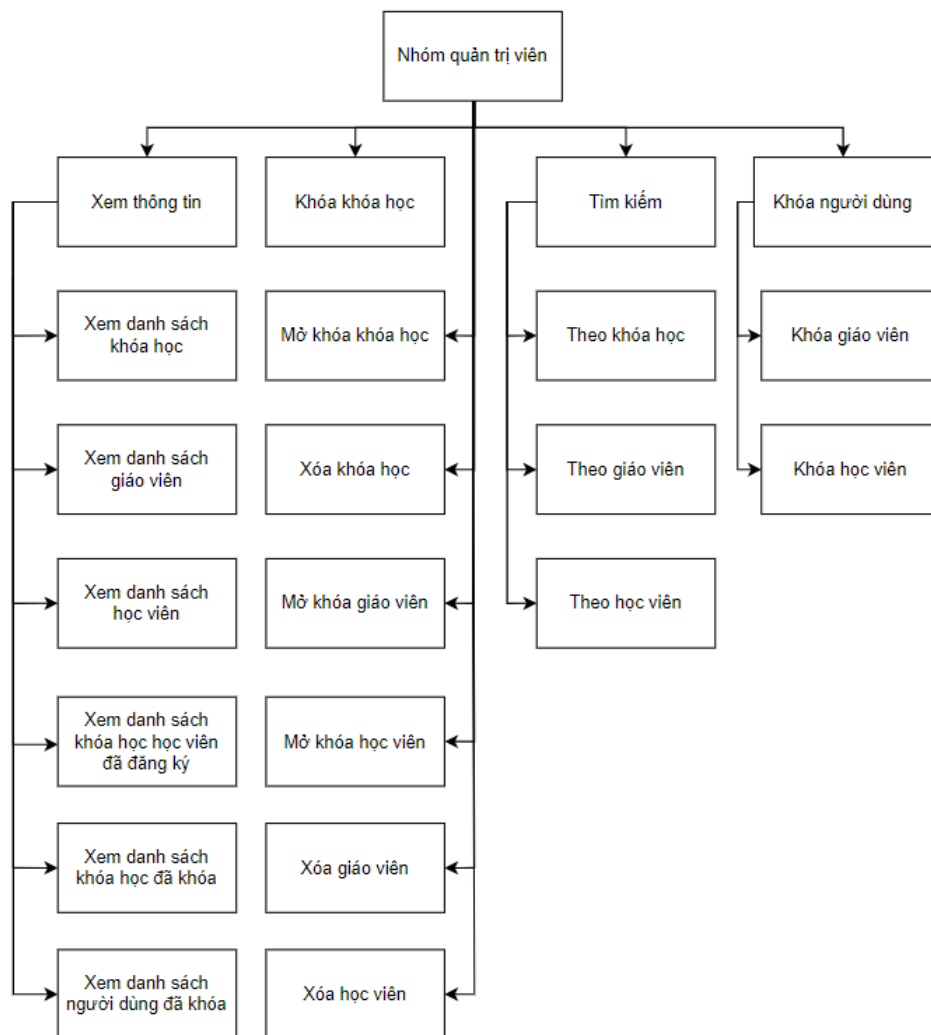 Nhóm quản trị viên
Xem thông tin
Khóa khóa học
Tìm kiếm
Khóa người dùng
Xem danh sách
khóa học
Mở khóa khóa học
Theo khóa học
Khóa giáo viên
Xem danh sách
giáo viên
Xóa khóa học
Theo giáo viên
Khóa học viên
Xem danh sách
học viên
Mở khóa giáo viên
Theo học viên
Xem danh sách
khóa học học viên
đã đăng ký
Mở khóa học viên
Xem danh sách
khóa học đã khóa
Xóa giáo viên
Xem danh sách
người dùng đã khóa
Xóa học viên